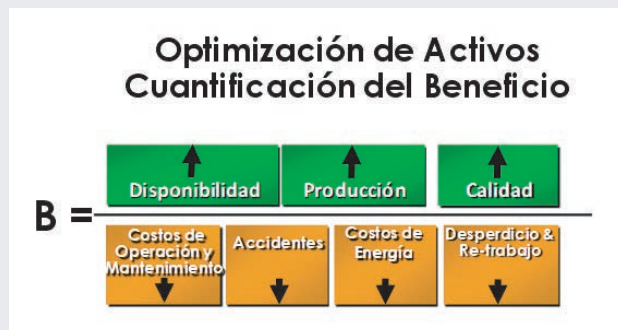 Optimización de Activos
Cuantificación del Beneficio
Disponibilidad
Producción
Calidad
B =
Costos de
Operación y
Mantenimiento
Accidentes
Costos de
Energía
Desperdicio &
Re-trabajo